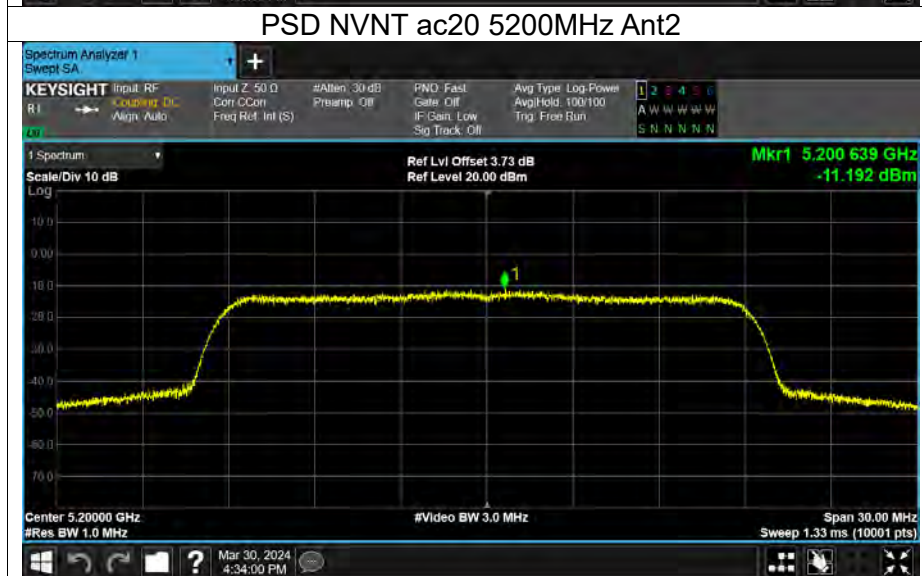 PSD NVNT ac20 5200MHz Ant2
Spectrum Analyzer 1
Swept SA
+
KEYSIGHT Input: RF Input Z: 50 Ω #Atten: 30 dB PNO: Fast Avg Type: Log-Power 1 2 3 4 5 6
Coupling: DC Corr CCorr Preamp: Off Gate: Off Avg|Hold: 100/100 A W W W W W
Align: Auto Freq Ref: Int (S) IF Gain: Low Trig: Free Run
Sig Track: Off S N N N N N
1 Spectrum Ref Lvl Offset 3.73 dB Mkr1 5.200 639 GHz
Scale/Div 10 dB Ref Level 20.00 dBm -11.192 dBm
Log
10.0
0.00
-10.0
-20.0
-30.0
-40.0
-50.0
-60.0
-70.0
1
Center 5.20000 GHz #Video BW 3.0 MHz Span 30.00 MHz
#Res BW 1.0 MHz Sweep 1.33 ms (10001 pts)
? Mar 30, 2024
4:34:00 PM